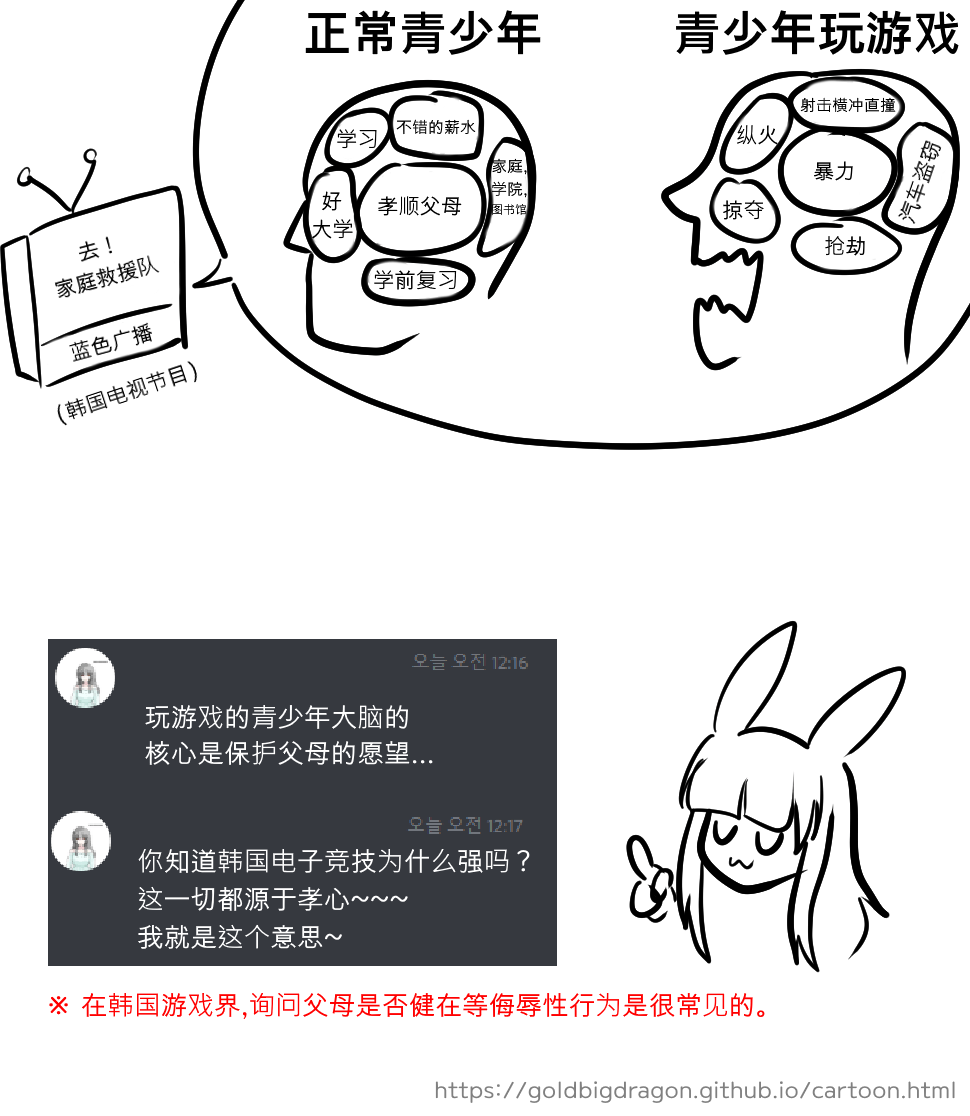 正常青少年
青少年玩游戏
学习
不错的薪水
家庭,
学院,
图书馆
好
大学
孝顺父母
学前复习
纵火
射击横冲直撞
暴力
汽车盗窃
掠夺
抢劫
去！
家庭救援队
蓝色广播
(韩国电视节目)
오늘 오전 12:16
玩游戏的青少年大脑的
核心是保护父母的愿望...
오늘 오전 12:17
你知道韩国电子竞技为什么强吗？
这一切都源于孝心~~~
我就是这个意思~
※ 在韩国游戏界,询问父母是否健在等侮辱性行为是很常见的。
https://goldbigdragon.github.io/cartoon.html